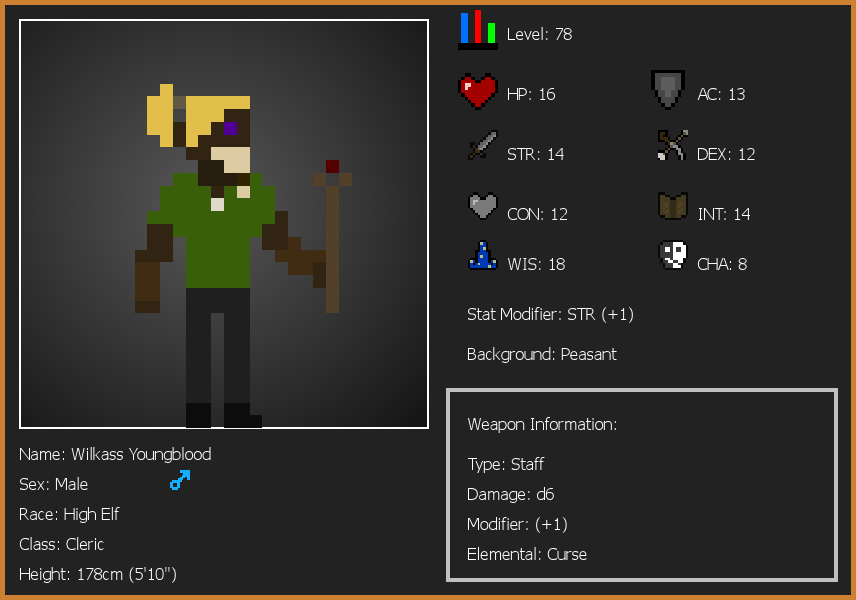 Level: 78
HP: 16
AC: 13
STR: 14
DEX: 12
CON: 12
INT: 14
WIS: 18
CHA: 8
Stat Modifier: STR (+1)
Background: Peasant
Weapon Information:
Type: Staff
Damage: d6
Modifier: (+1)
Elemental: Curse
Name: Wilkass Youngblood
Sex: Male
Race: High Elf
Class: Cleric
Height: 178cm (5'10")